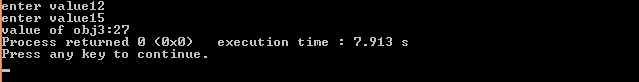 enter value12
enter value15
value of obj3:27
Process returned 0 (0x0)   execution time : 7.913 s
Press any key to continue.